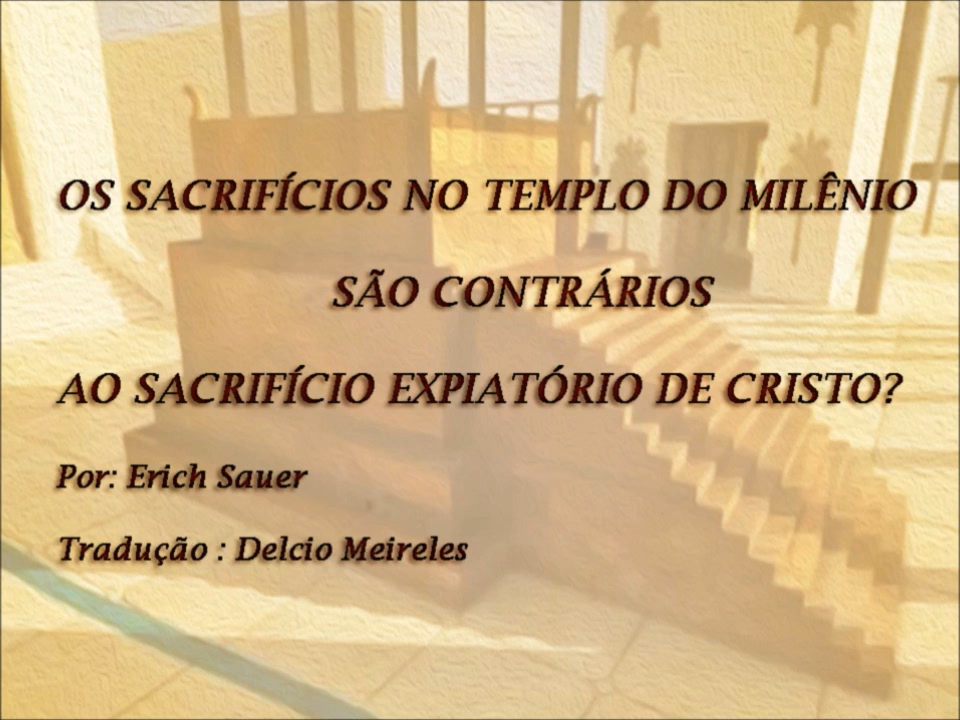 OS SACRIFÍCIOS NO TEMPLO DO MILÊNIO
SÃO CONTRÁRIOS
AO SACRIFÍCIO EXPIATÓRIO DE CRISTO?
Por: Erich Sauer
Tradução : Delcio Meireles